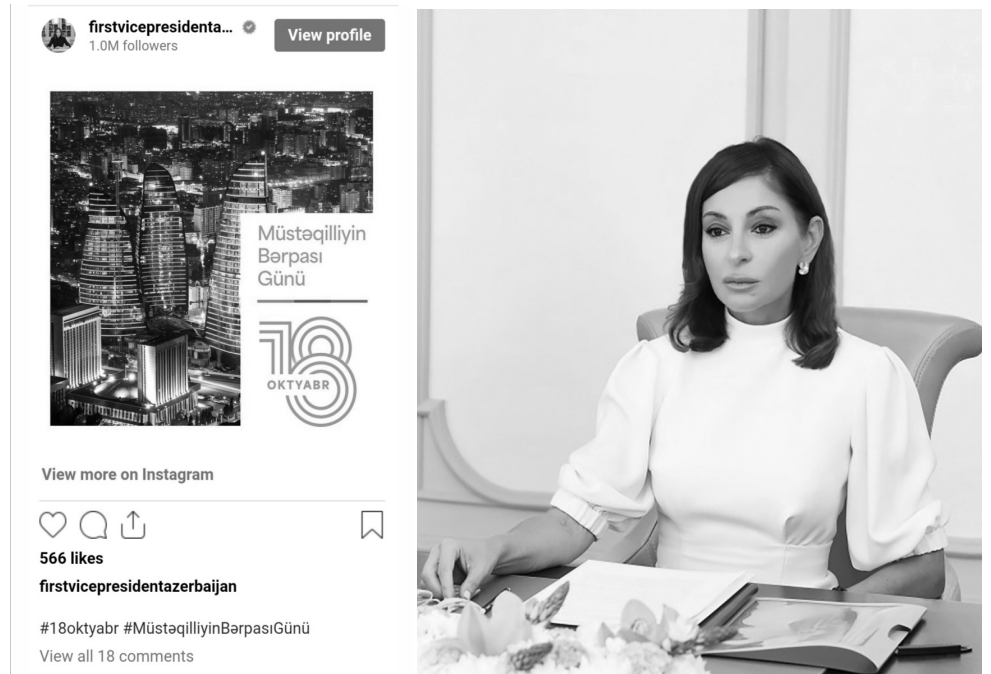 firstvicepresidenta...
1.0M followers
View profile
Müstəqilliyin
Bərpası
Günü
18
OKTYABR
View more on Instagram
566 likes
firstvicepresidentazerbaijan
#18oktyabr #MüstəqilliyinBərpasıGünü
View all 18 comments